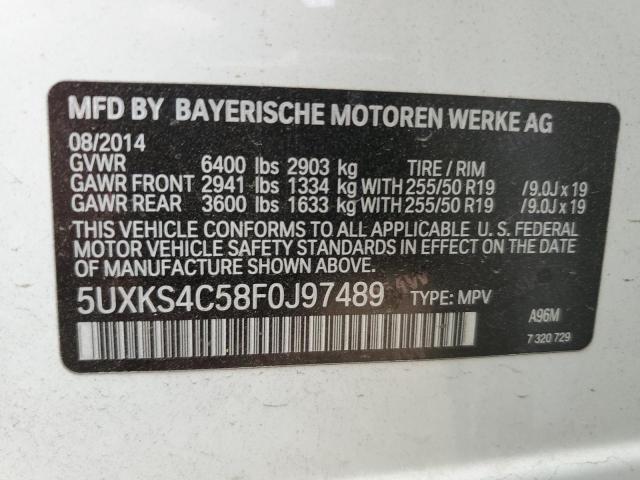 MFD BY BAYERISCHE MOTOREN WERKE AG
08/2014
GVWR 6400 lbs 2903 kg TIRE / RIM
GAWR FRONT 2941 lbs 1334 kg WITH 255/50 R19 /9.0J x 19
GAWR REAR 3600 lbs 1633 kg WITH 255/50 R19 /9.0J x 19
THIS VEHICLE CONFORMS TO ALL APPLICABLE U. S. FEDERAL
MOTOR VEHICLE SAFETY STANDARDS IN EFFECT ON THE
DATE OF MANUFACTURE SHOWN ABOVE.
5UXKS4C58F0J97489 TYPE: MPV
A96M
7 320 729